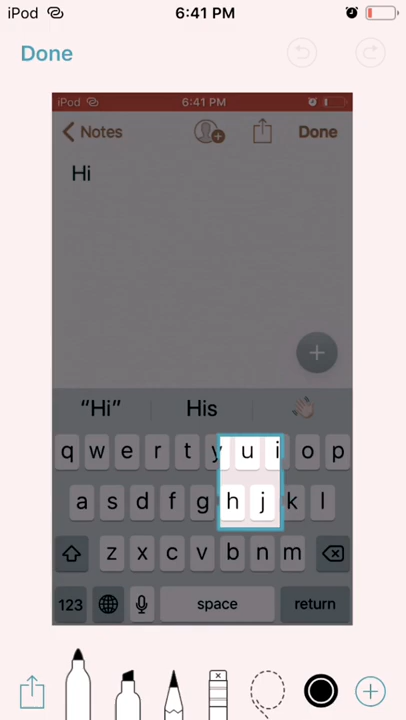 iPod 6:41 PM
Done
iPod 6:41 PM
Notes Done
Hi
“Hi” His
q w e r t y u i o p
a s d f g h j k l
z x c v b n m
123 space return